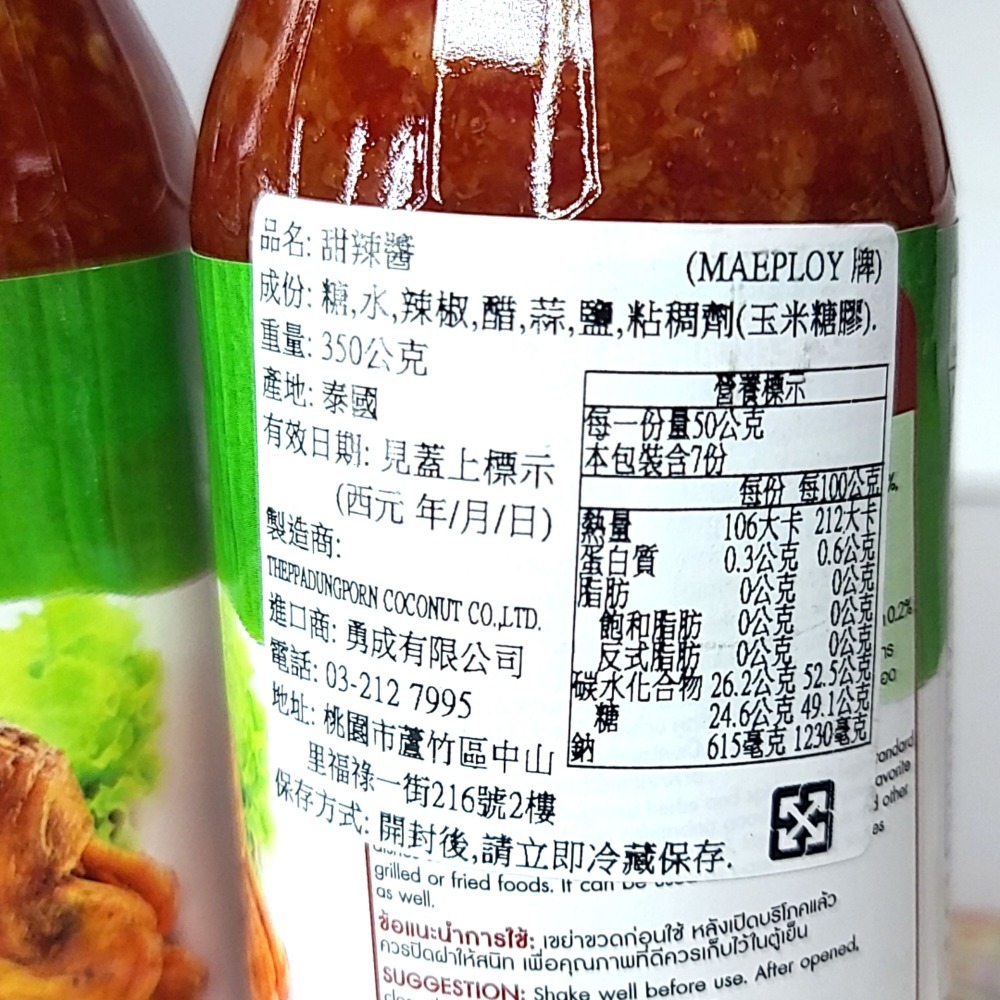 品名: 甜辣醬 (MAEPLOY 牌)
成份: 糖,水,辣椒,醋,蒜,鹽,粘稠劑(玉米糖膠).
重量: 350公克
產地: 泰國
有效日期: 見蓋上標示
(西元 年/月/日)
製造商:
THEPPADUNGPORN COCONUT CO.,LTD.
進口商: 勇成有限公司
電話: 03-212 7995
地址: 桃園市蘆竹區中山
里福祿一街216號2樓
保存方式: 開封後,請立即冷藏保存.
營養標示
每一份量50公克
本包裝含7份
每份 每100公克
熱量 106大卡 212大卡
蛋白質 0.3公克 0.6公克
脂肪 0公克 0公克
飽和脂肪 0公克 0公克
反式脂肪 0公克 0公克
碳水化合物 26.2公克 52.5公克
糖 24.6公克 49.1公克
鈉 615毫克 1230毫克
grilled or fried foods. It can be
as well.
ข้อแนะนำการใช้: เขย่าขวดก่อนใช้ หลังเปิดบริโภคแล้ว
ควรปิดฝาให้สนิท เพื่อคุณภาพที่ดีควรเก็บไว้ในตู้เย็น
SUGGESTION: Shake well before use. After opened,